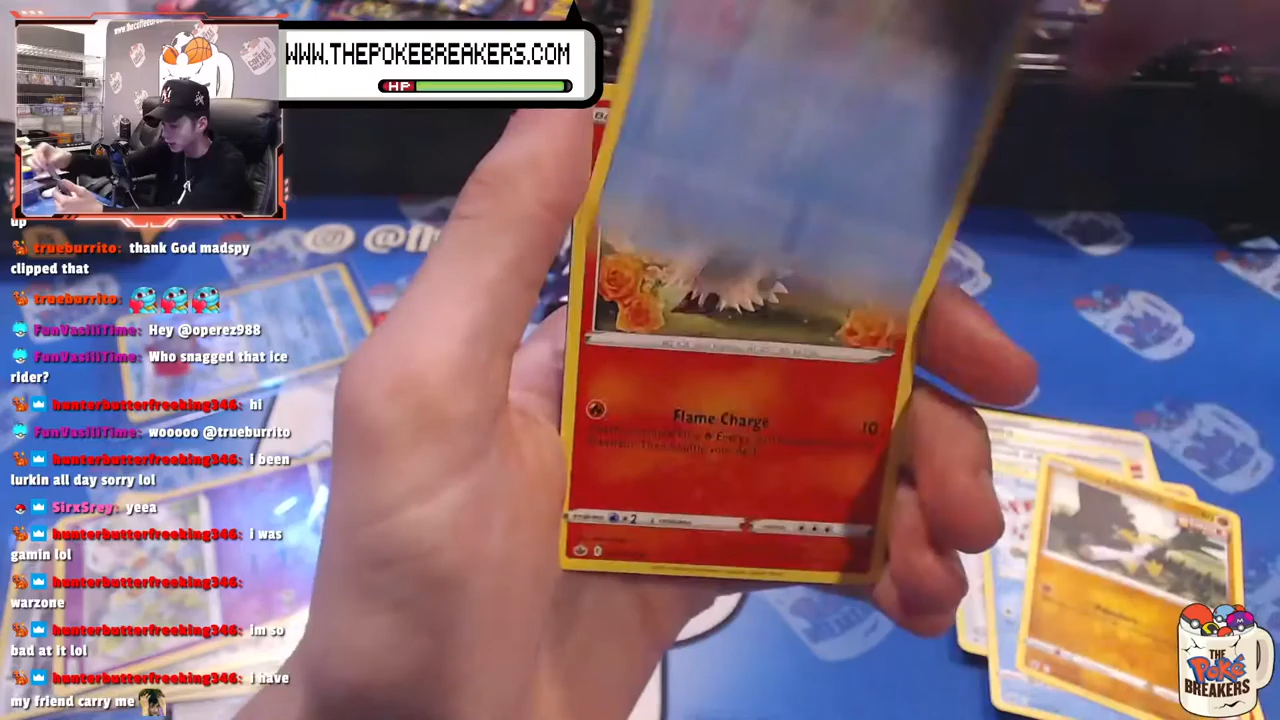 WWW.THEPOKEBREAKERS.COM
HP
up
trueburrito: thank God madspy
clipped that
trueburrito:
FunVasiliTime: Hey @operez988
FunVasiliTime: Who snagged that ice
rider?
hunterbutterfreeking346: hi
FunVasiliTime: wooooo @trueburrito
hunterbutterfreeking346: i been
lurkin all day sorry lol
SirxSrey: yeea
hunterbutterfreeking346: I was
gamin lol
hunterbutterfreeking346:
warzone
hunterbutterfreeking346: im so
bad at it lol
hunterbutterfreeking346: I have
my friend carry me
Flame Charge 10
THE
Poké
BREAKERS